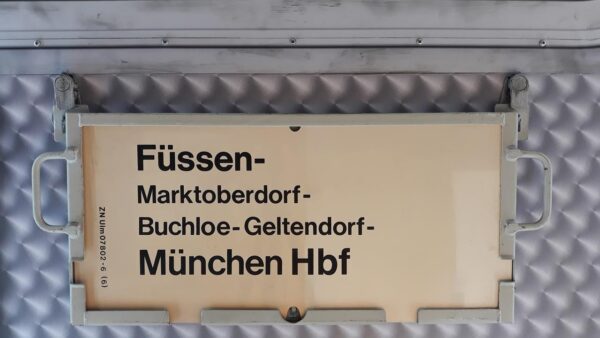 Füssen-
Marktoberdorf-
Buchloe-Geltendorf-
München Hbf
ZN Ulm 07802-6 (6)